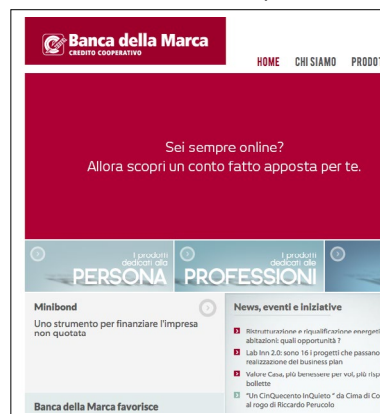 Banca della Marca
CREDITO COOPERATIVO
HOME CHI SIAMO PRODOT
Sei sempre online?
Allora scopri un conto fatto apposta per te.
I prodotti
dedicati alla
PERSONA
I prodotti
dedicati alle
PROFESSIONI
Minibond
Uno strumento per finanziare l'impresa
non quotata
Banca della Marca favorisce
News, eventi e iniziative
Ristrutturazione e riqualificazione energeti
abitazioni: quali opportunità ?
Lab Inn 2.0: sono 16 i progetti che passano
realizzazione del business plan
Valore Casa, più benessere per voi, più risp
bollette
"Un CinQuecento InQuieto " da Cima di Co
al rogo di Riccardo Perucolo